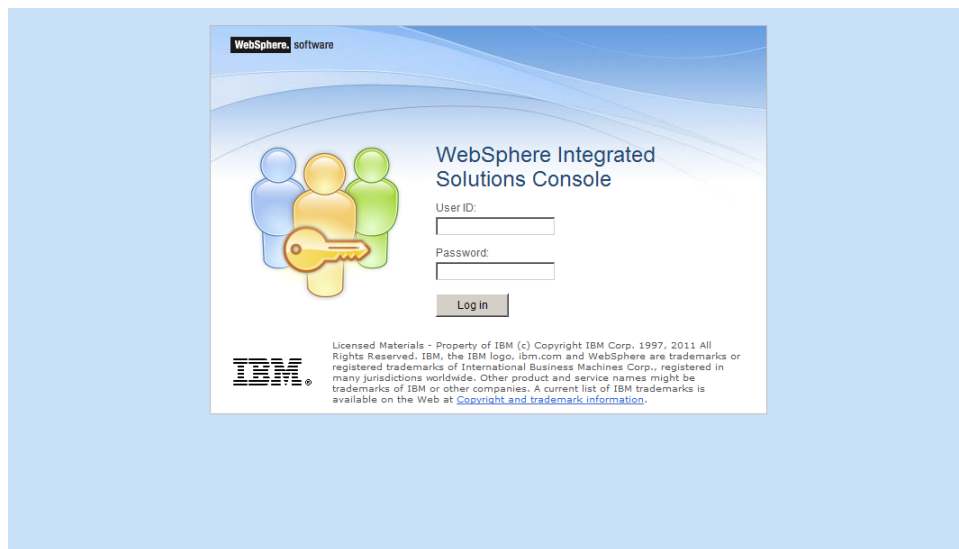 WebSphere. software
WebSphere Integrated
Solutions Console
User ID:
Password:
Log in
Licensed Materials - Property of IBM (c) Copyright IBM Corp. 1997, 2011 All
Rights Reserved. IBM, the IBM logo, ibm.com and WebSphere are trademarks or
registered trademarks of International Business Machines Corp., registered in
many jurisdictions worldwide. Other product and service names might be
trademarks of IBM or other companies. A current list of IBM trademarks is
available on the Web at Copyright and trademark information.
IBM®